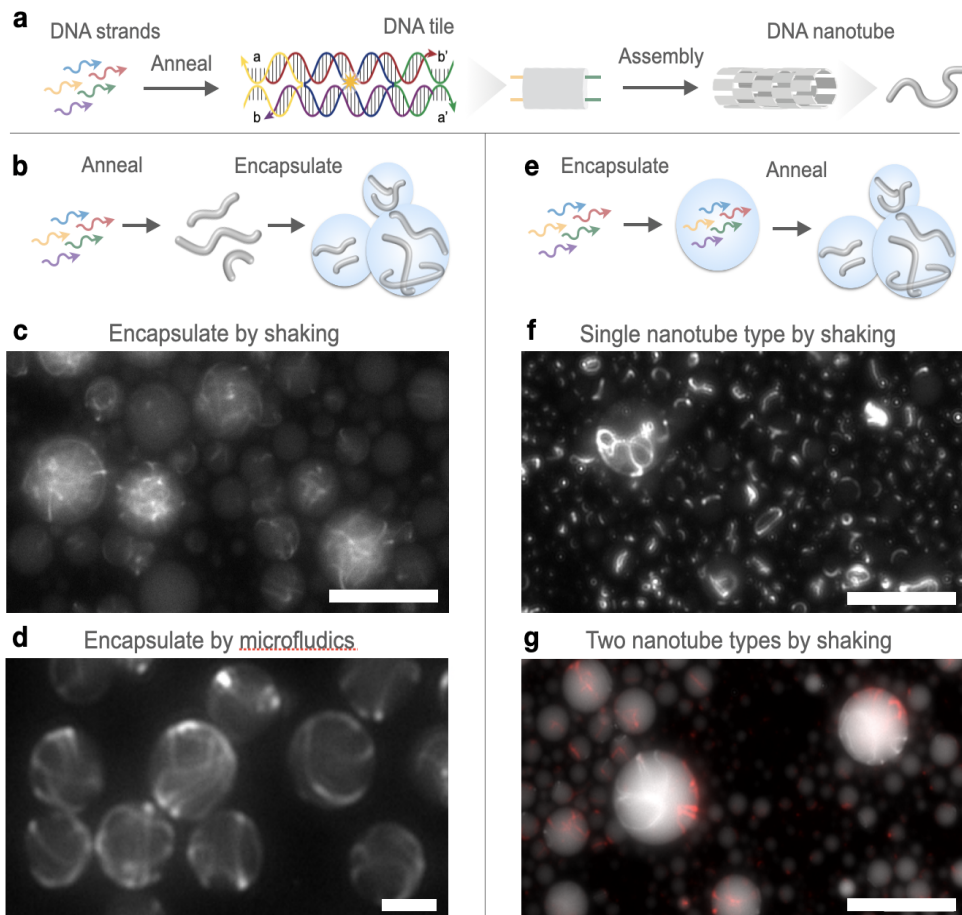 a
DNA strands
Anneal
DNA tile
a
b'
b
a'
Assembly
DNA nanotube
b
Anneal
Encapsulate
c
Encapsulate by shaking
d
Encapsulate by microfludics
e
Encapsulate
Anneal
f
Single nanotube type by shaking
g
Two nanotube types by shaking